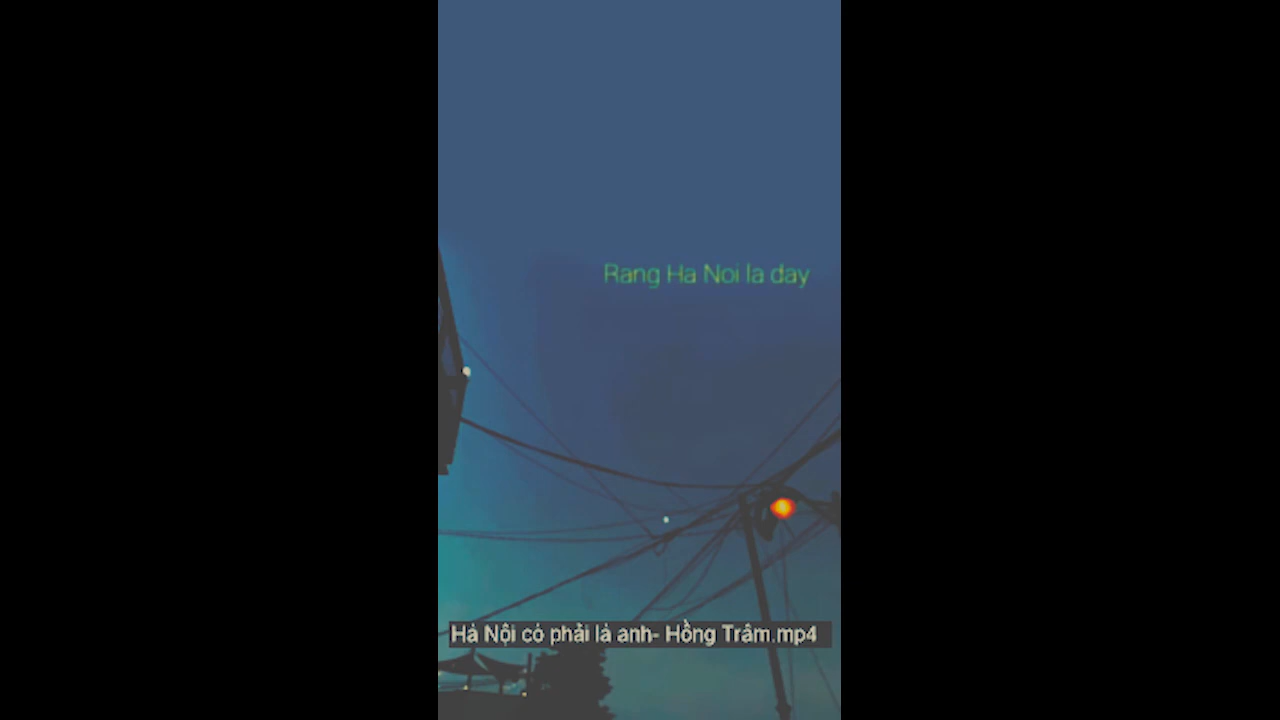 Rang Ha Noi la day
Hà Nội có phải là anh- Hồng Trâm.mp4